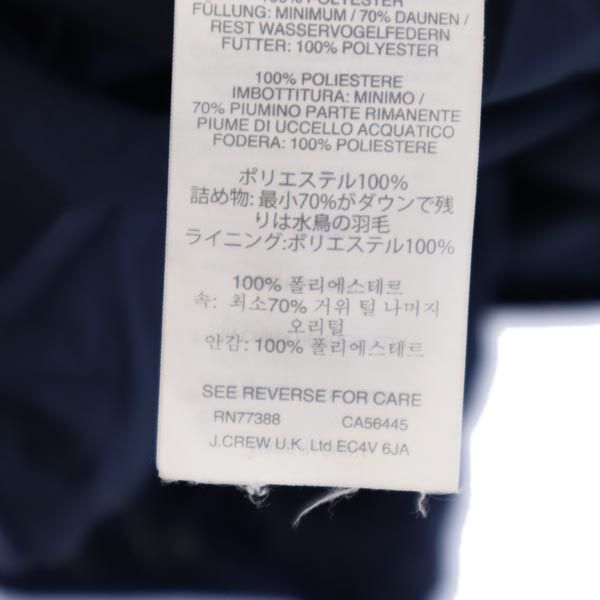 100% POLYESTER
FÜLLUNG: MINIMUM / 70% DAUNEN /
REST WASSERVOGELFEDERN
FUTTER: 100% POLYESTER
100% POLIESTERE
IMBOTTITURA: MINIMO /
70% PIUMINO PARTE RIMANENTE
PIUME DI UCCELLO ACQUATICO
FODERA: 100% POLIESTERE
ポリエステル100%
詰め物: 最小70%がダウンで残
りは水鳥の羽毛
ライニング:ポリエステル100%
100% 폴리에스테르
속: 최소70% 거위 털 나머지
오리털
안감: 100% 폴리에스테르
SEE REVERSE FOR CARE
RN77388 CA56445
J.CREW U.K. Ltd EC4V 6JA